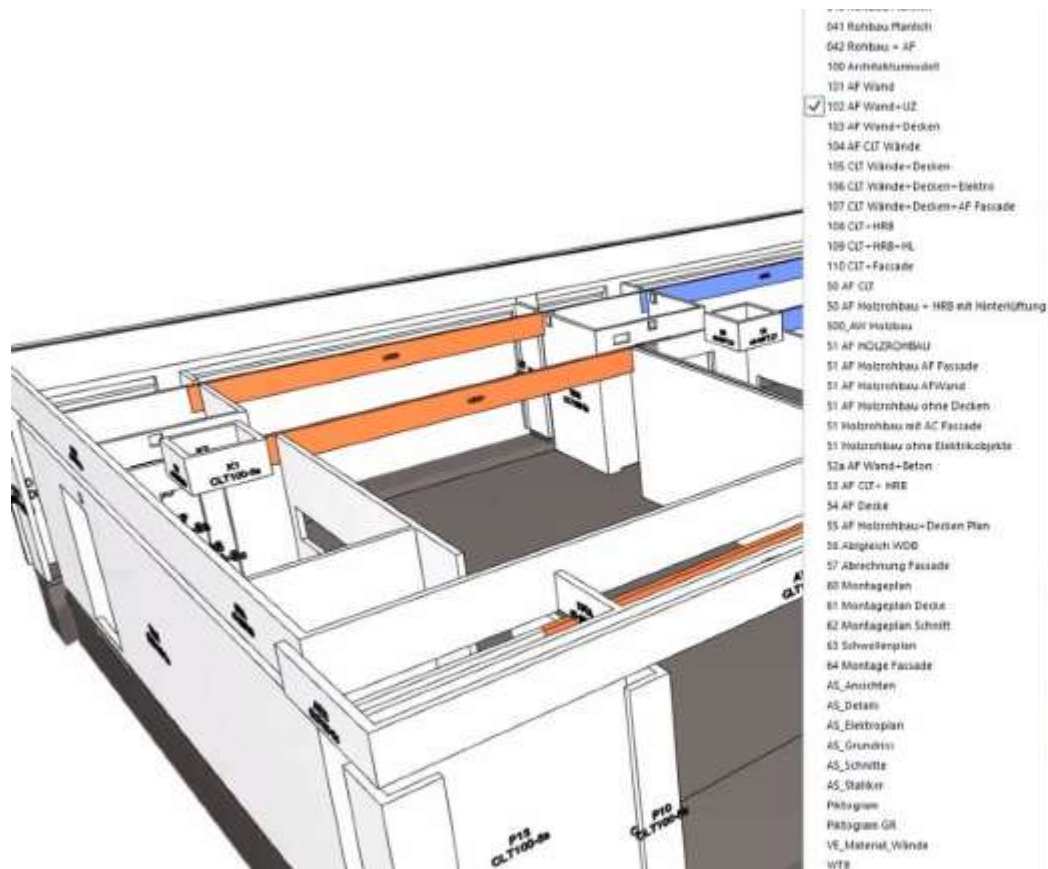 041 Rohbau Planlich
042 Rohbau + AF
100 Architekturmodell
101 AF Wand
102 AF Wand+UZ
103 AF Wand+Decken
104 AF CLT Wände
105 CLT Wände+Decken
106 CLT Wände+Decken+Elektro
107 CLT Wände+Decken+AF Fassade
108 CLT+HRB
109 CLT+HRB+HL
110 CLT+Fassade
50 AF CLT
50 AF Holzrohbau + HRB mit Hinterlüftung
500_AW Holzbau
51 AF HOLZROHBAU
51 AF Holzrohbau AF Fassade
51 AF Holzrohbau AFWand
51 AF Holzrohbau ohne Decken
51 Holzrohbau mit AC Fassade
51 Holzrohbau ohne Elektrikobjekte
52a AF Wand+Beton
53 AF CLT+ HRB
54 AF Decke
55 AF Holzrohbau+Decken Plan
56 Abgleich WDB
57 Abrechnung Fassade
60 Montageplan
61 Montageplan Decke
62 Montageplan Schnitt
63 Schwellenplan
64 Montage Fassade
AS_Ansichten
AS_Details
AS_Elektroplan
AS_Grundriss
AS_Schnitte
AS_Statiker
Piktogram
Piktogram GR
VE_Material_Wände
WTB
K1
CLT100-5s
P15
CLT100-5s
P10
CLT100-5s